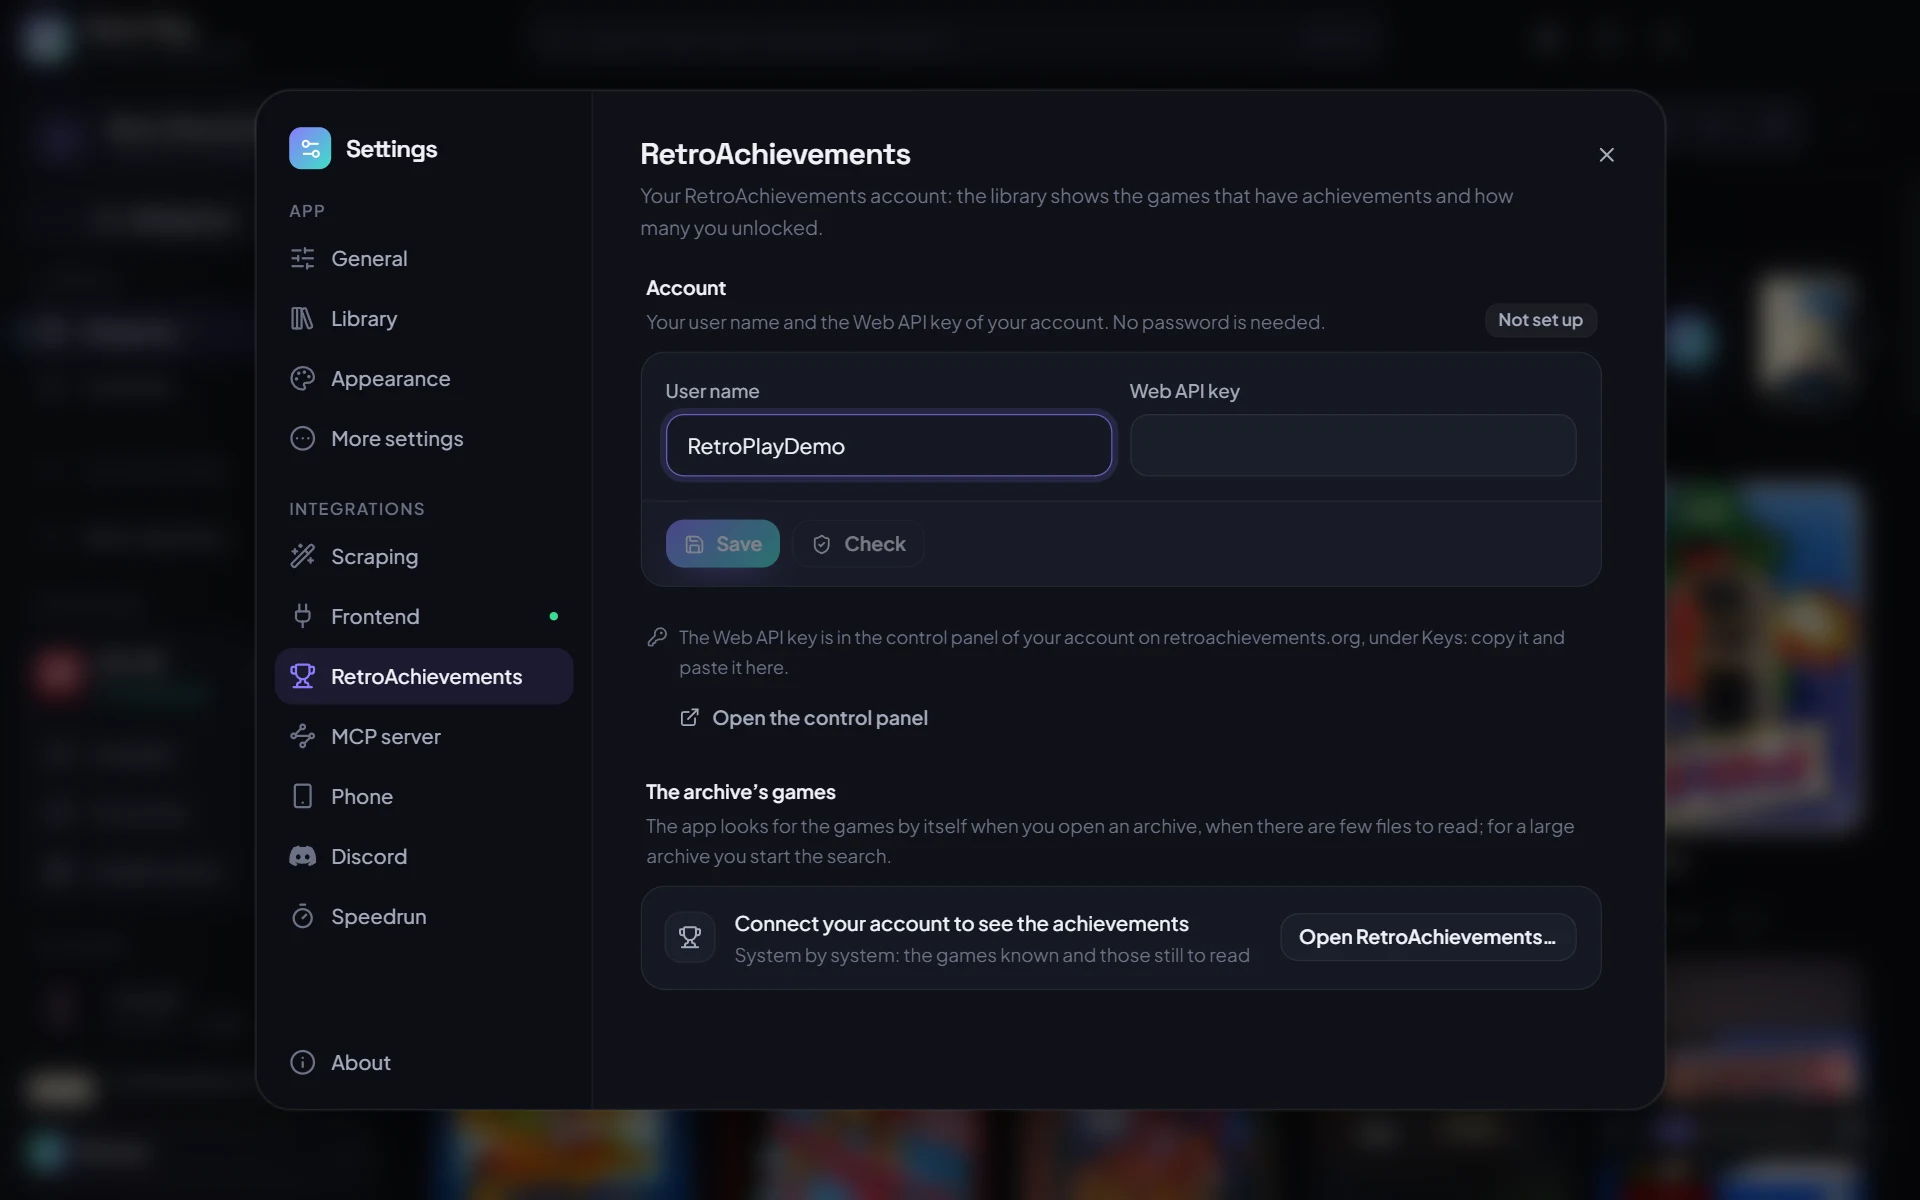 Settings
APP
General
Library
Appearance
More settings
INTEGRATIONS
Scraping
Frontend
RetroAchievements
MCP server
Phone
Discord
Speedrun
About
RetroAchievements
Your RetroAchievements account: the library shows the games that have achievements and how
many you unlocked.
Account
Your user name and the Web API key of your account. No password is needed.
Not set up
User name
Web API key
RetroPlayDemo
Save
Check
The Web API key is in the control panel of your account on retroachievements.org, under Keys: copy it and
paste it here.
Open the control panel
The archive’s games
The app looks for the games by itself when you open an archive, when there are few files to read; for a large
archive you start the search.
Connect your account to see the achievements
System by system: the games known and those still to read
Open RetroAchievements…